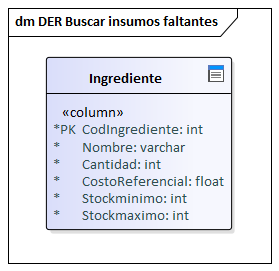 dm DER Buscar insumos faltantes
Ingrediente
«column»
*PK CodIngrediente: int
* Nombre: varchar
* Cantidad: int
* CostoReferencial: float
* Stockminimo: int
* Stockmaximo: int